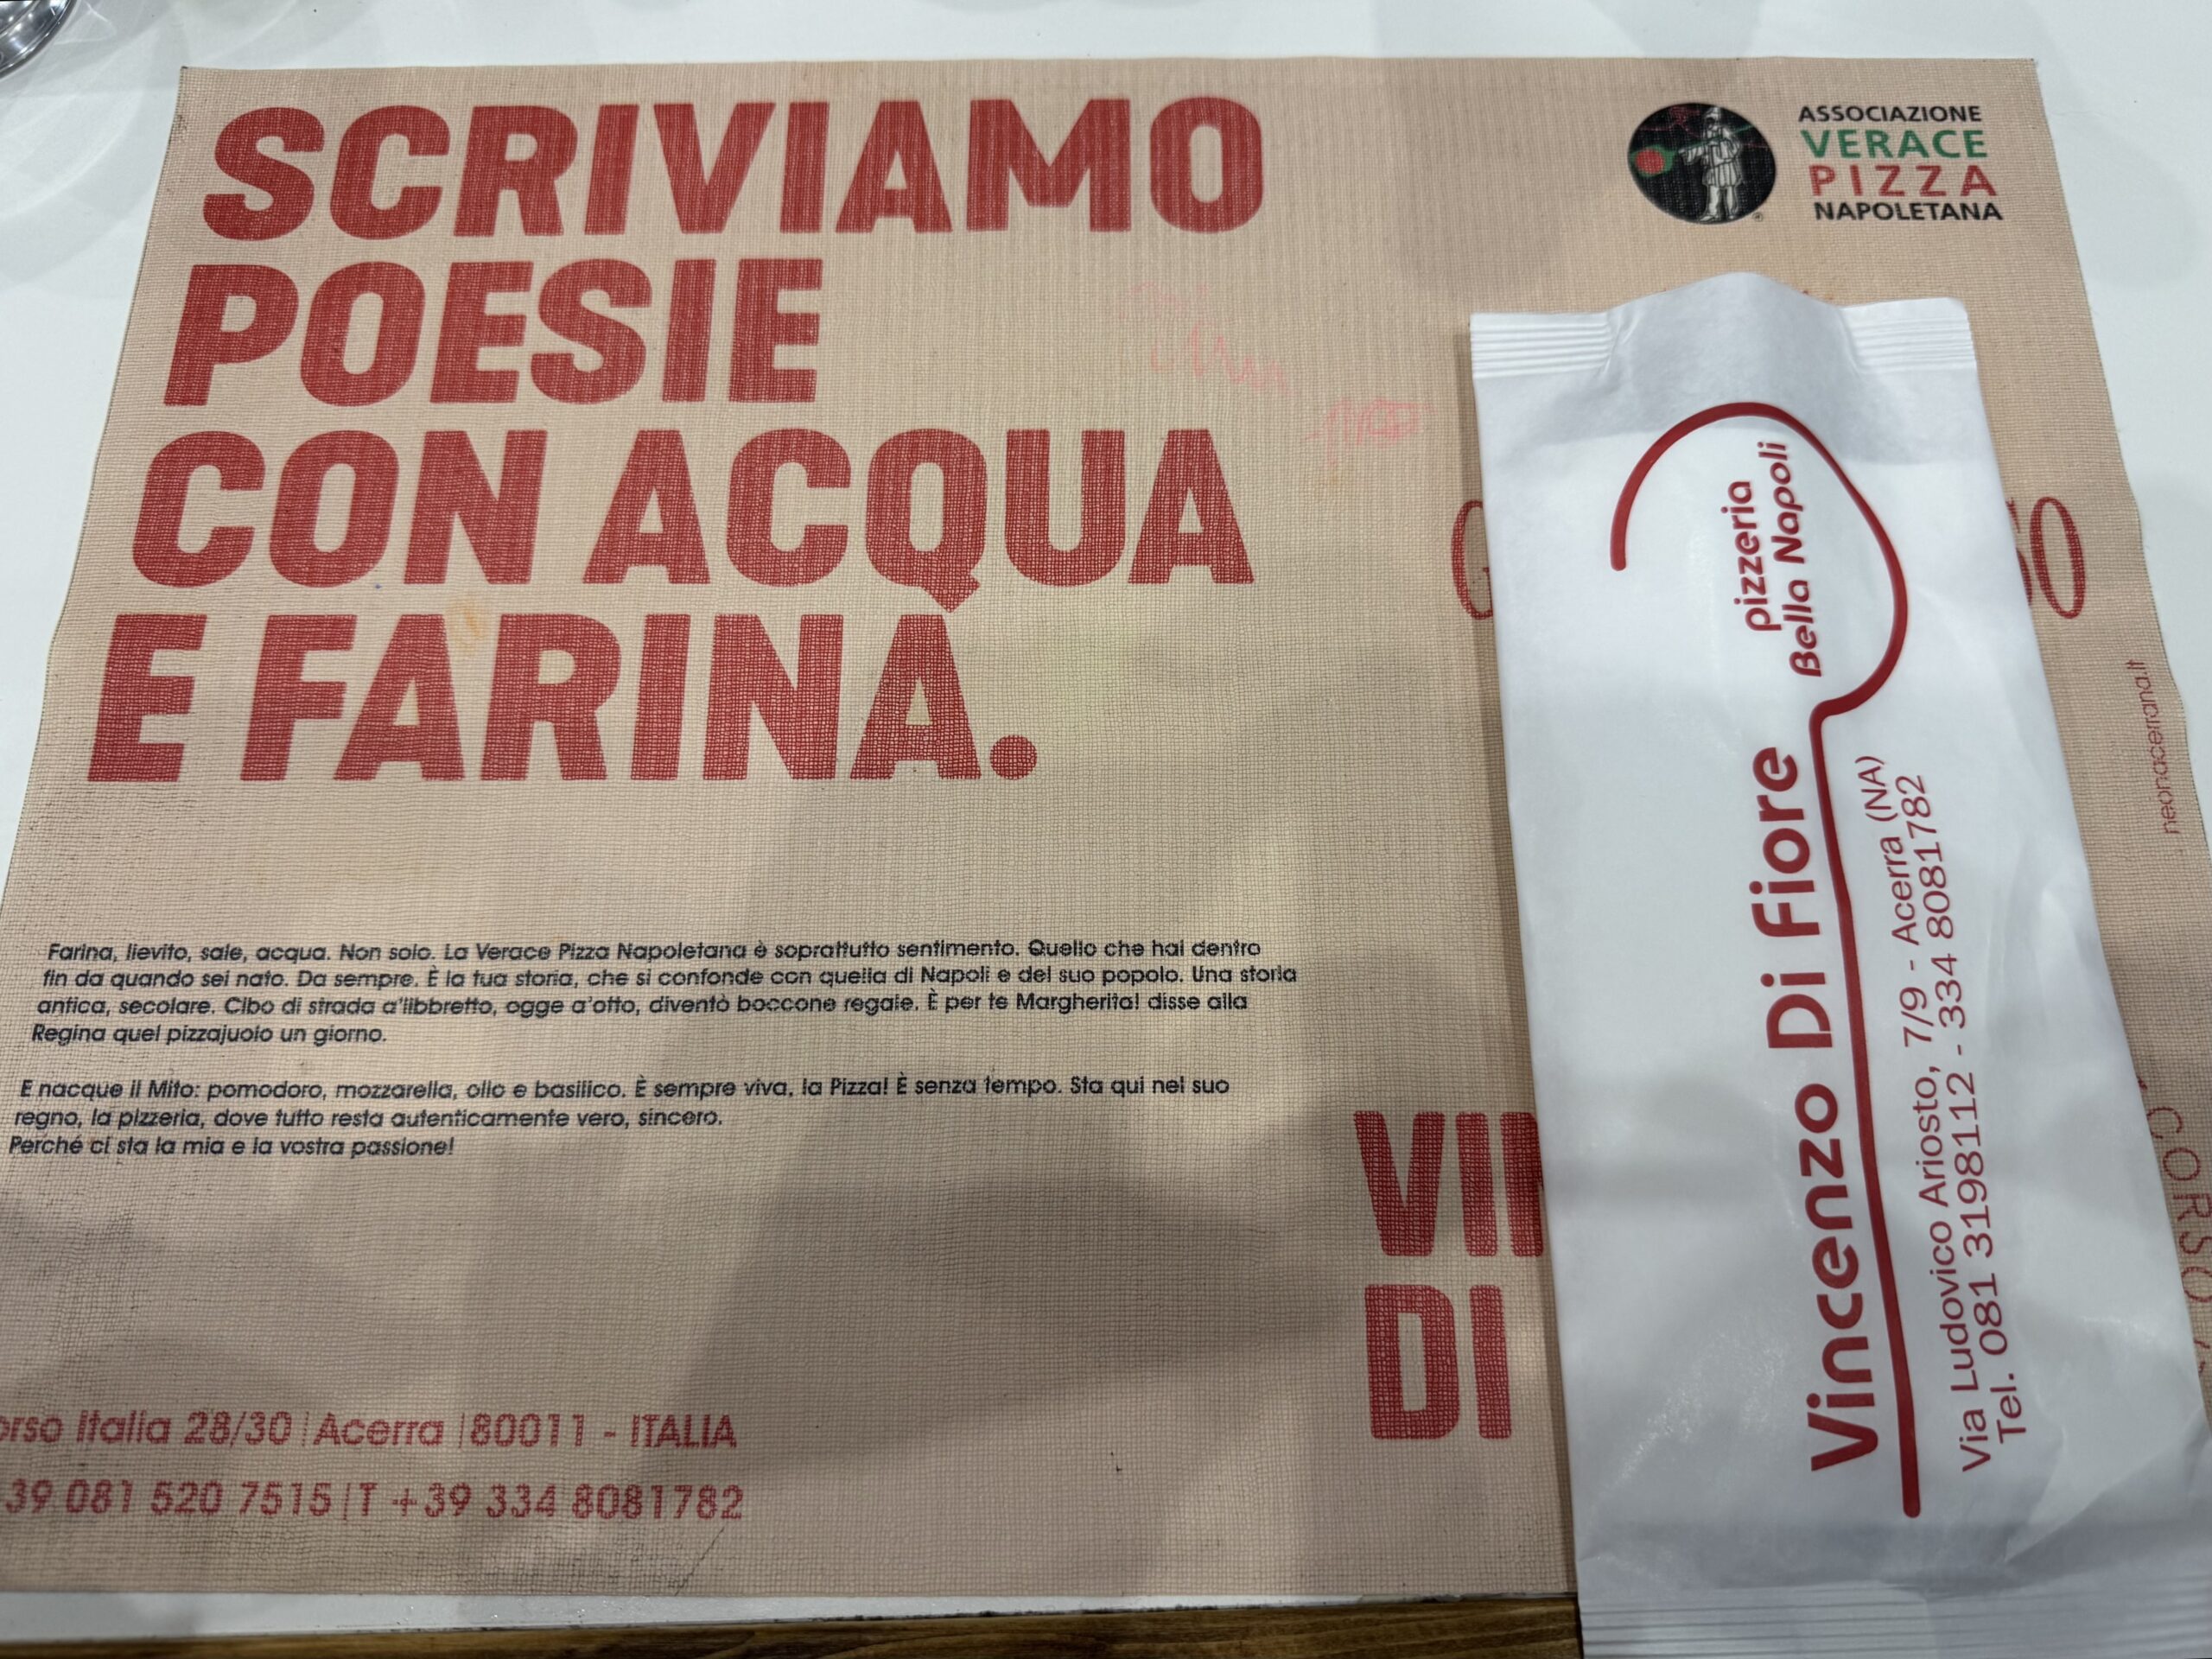 SCRIVIAMO
POESIE
CON ACQUA
E FARINA.
ASSOCIAZIONE
VERACE
PIZZA
NAPOLETANA
Farina, lievito, sale, acqua. Non solo. La Verace Pizza Napoletana è soprattutto sentimento. Quello che hai dentro
fin da quando sei nato. Da sempre. È la tua storia, che si confonde con quella di Napoli e del suo popolo. Una storia
antica, secolare. Cibo di strada a'libbretto, ogge a'otto, diventò boccone regale. È per te Margherita! disse alla
Regina quel pizzajuolo un giorno.
E nacque il Mito: pomodoro, mozzarella, olio e basilico. È sempre viva, la Pizza! È senza tempo. Sta qui nel suo
regno, la pizzeria, dove tutto resta autenticamente vero, sincero.
Perché ci sta la mia e la vostra passione!
orso Italia 28/30 | Acerra | 80011 - ITALIA
39 081 520 7515 | T +39 334 8081782
DI
pizzeria
Bella Napoli
Vincenzo Di Fiore
Via Ludovico Ariosto, 7/9 - Acerra (NA)
Tel. 081 3198112 - 334 8081782
neonacerrana.it
CORSO